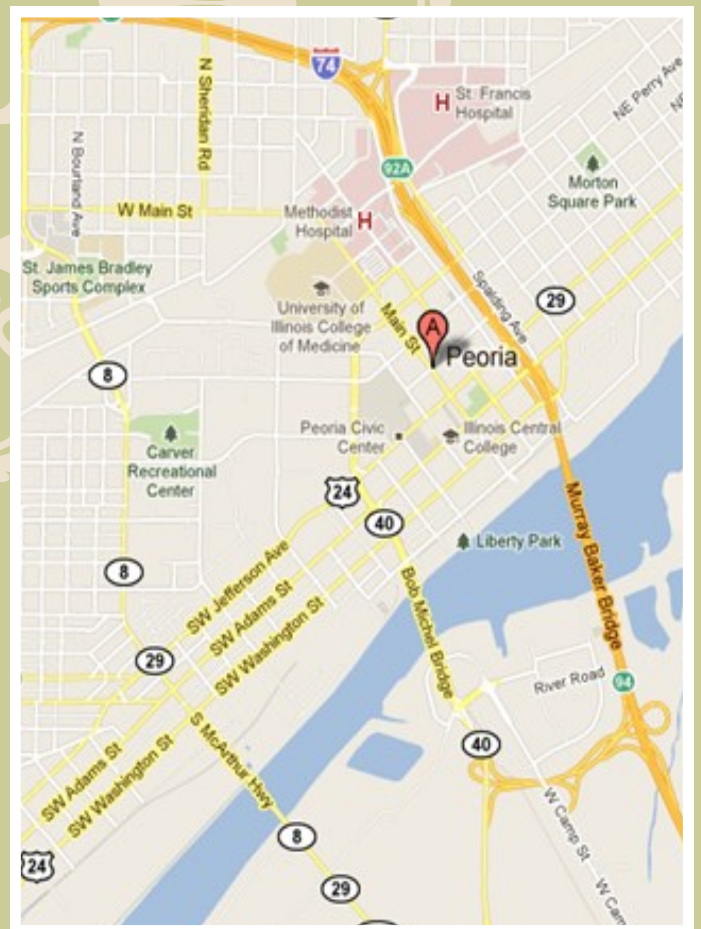 74
N Sheridan Rd
St. Francis
Hospital
H
NE Perry Ave
NE
N Bourland Ave
92A
Morton
Square Park
W Main St
Methodist
Hospital
H
St. James Bradley
Sports Complex
University of
Illinois College
of Medicine
Spalding Ave
29
Main St
A
Peoria
8
Peoria Civic
Center
Illinois Central
College
Carver
Recreational
Center
24
40
Murray Baker Bridge
Liberty Park
8
SW Jefferson Ave
SW Adams St
SW Washington St
Bob Michel Bridge
29
River Road
94
S McArthur Hwy
40
SW Adams St
SW Washington St
W Camp St
8
24
29
W Cam